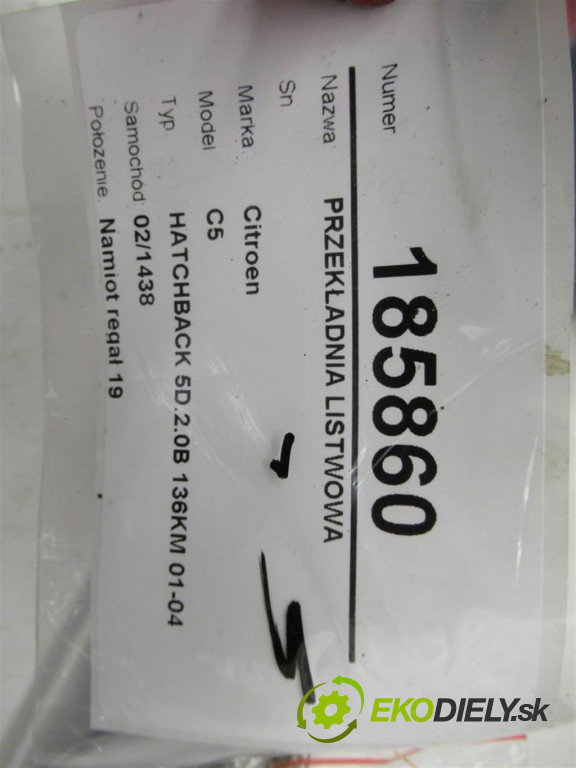 Numer 185860
Nazwa PRZEKŁADNIA LISTWOWA
Sn
Marka Citroen
Model C5
Typ HATCHBACK 5D.2.0B 136KM 01-04
Samochód: 02/1438
Położenie: Namiot regał 19
EKODIELY.sk